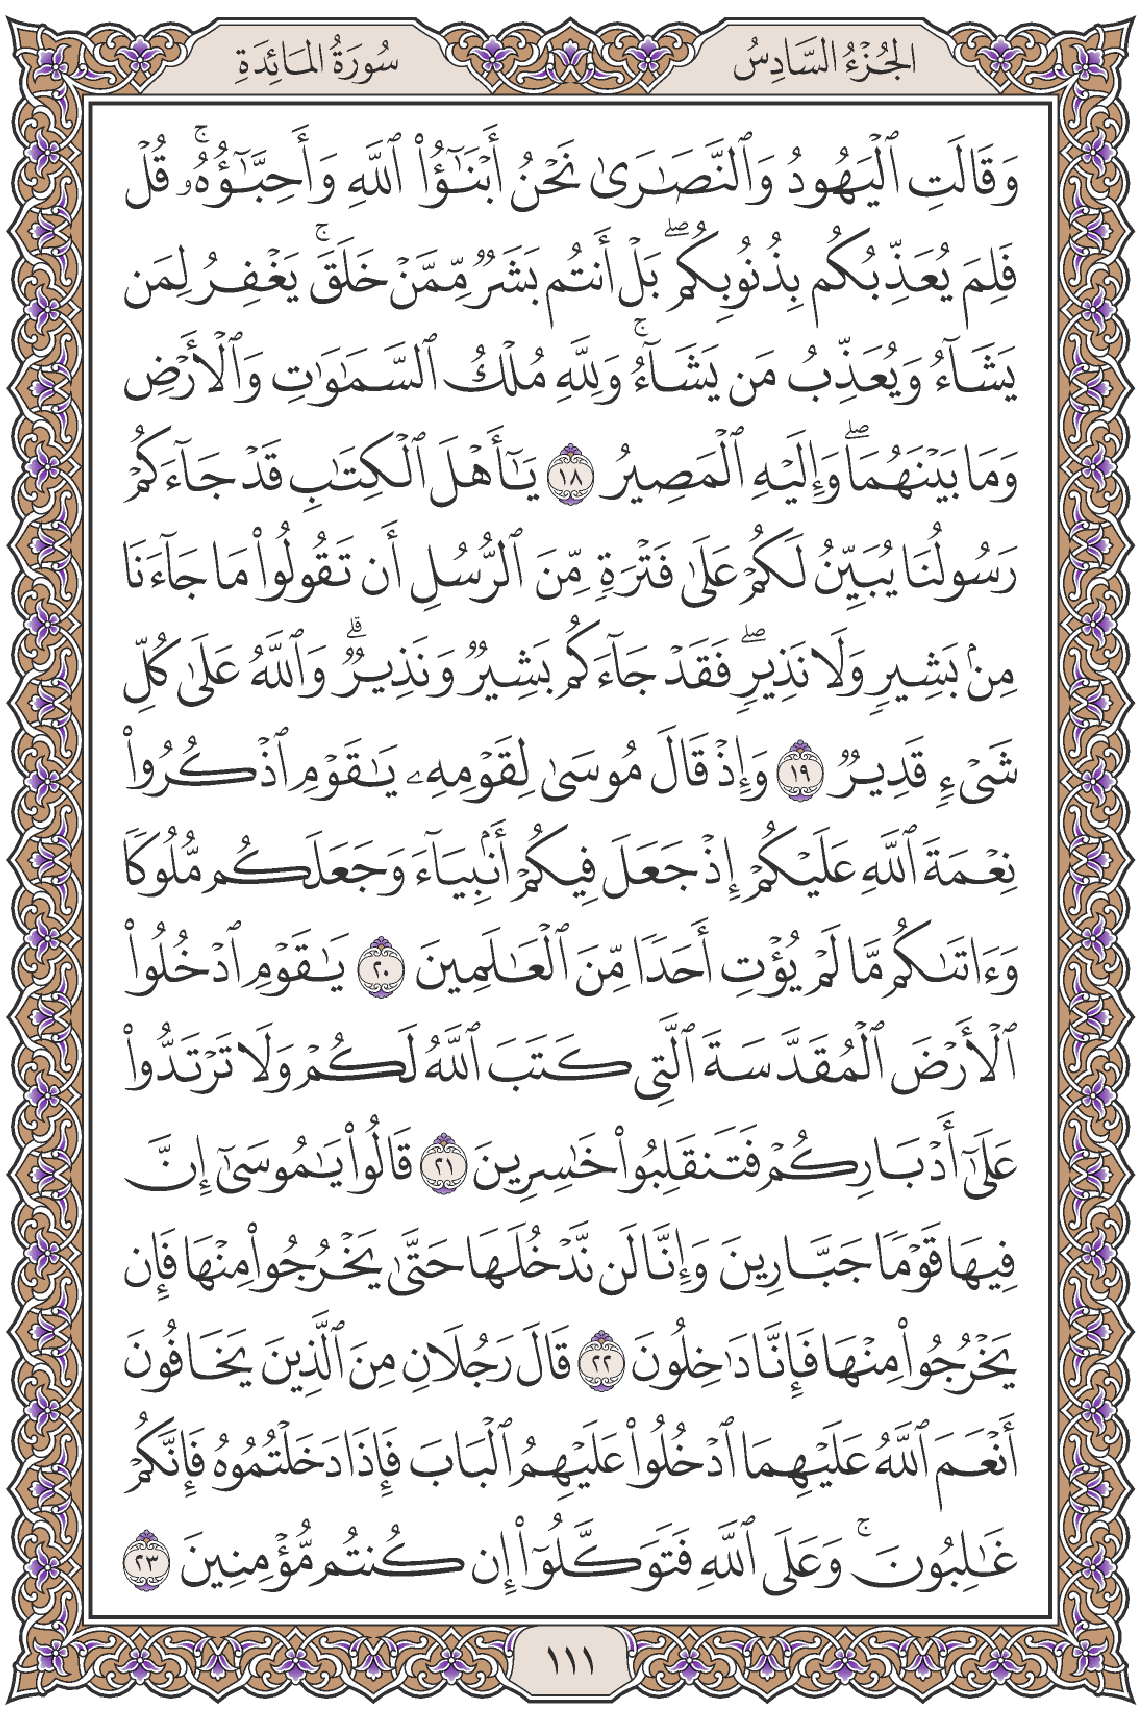 الجُزْءُ السَّادِسُ
سُورَةُ المَائِدَةِ
وَقَالَتِ ٱلْيَهُودُ وَٱلنَّصَٰرَىٰ نَحْنُ أَبْنَٰٓؤُا۟ ٱللَّهِ وَأَحِبَّٰٓؤُهُۥ ۚ قُلْ
فَلِمَ يُعَذِّبُكُم بِذُنُوبِكُم ۖ بَلْ أَنتُم بَشَرٌ مِّمَّنْ خَلَقَ ۚ يَغْفِرُ لِمَن
يَشَآءُ وَيُعَذِّبُ مَن يَشَآءُ ۚ وَلِلَّهِ مُلْكُ ٱلسَّمَٰوَٰتِ وَٱلْأَرْضِ
وَمَا بَيْنَهُمَا ۖ وَإِلَيْهِ ٱلْمَصِيرُ ١٨ يَٰٓأَهْلَ ٱلْكِتَٰبِ قَدْ جَآءَكُمْ
رَسُولُنَا يُبَيِّنُ لَكُمْ عَلَىٰ فَتْرَةٍ مِّنَ ٱلرُّسُلِ أَن تَقُولُوا۟ مَا جَآءَنَا
مِنۢ بَشِيرٍ وَلَا نَذِيرٍ ۖ فَقَدْ جَآءَكُم بَشِيرٌ وَنَذِيرٌ ۗ وَٱللَّهُ عَلَىٰ كُلِّ
شَىْءٍ قَدِيرٌ ١٩ وَإِذْ قَالَ مُوسَىٰ لِقَوْمِهِۦ يَٰقَوْمِ ٱذْكُرُوا۟
نِعْمَةَ ٱللَّهِ عَلَيْكُمْ إِذْ جَعَلَ فِيكُمْ أَنۢبِيَآءَ وَجَعَلَكُم مُّلُوكًا
وَءَاتَىٰكُم مَّا لَمْ يُؤْتِ أَحَدًا مِّنَ ٱلْعَٰلَمِينَ ٢٠ يَٰقَوْمِ ٱدْخُلُوا۟
ٱلْأَرْضَ ٱلْمُقَدَّسَةَ ٱلَّتِى كَتَبَ ٱللَّهُ لَكُمْ وَلَا تَرْتَدُّوا۟
عَلَىٰٓ أَدْبَارِكُمْ فَتَنقَلِبُوا۟ خَٰسِرِينَ ٢١ قَالُوا۟ يَٰمُوسَىٰٓ إِنَّ
فِيهَا قَوْمًا جَبَّارِينَ وَإِنَّا لَن نَّدْخُلَهَا حَتَّىٰ يَخْرُجُوا۟ مِنْهَا فَإِن
يَخْرُجُوا۟ مِنْهَا فَإِنَّا دَٰخِلُونَ ٢٢ قَالَ رَجُلَانِ مِنَ ٱلَّذِينَ يَخَافُونَ
أَنْعَمَ ٱللَّهُ عَلَيْهِمَا ٱدْخُلُوا۟ عَلَيْهِمُ ٱلْبَابَ فَإِذَا دَخَلْتُمُوهُ فَإِنَّكُمْ
غَٰلِبُونَ ۚ وَعَلَى ٱللَّهِ فَتَوَكَّلُوٓا۟ إِن كُنتُم مُّؤْمِنِينَ ٢٣
١١١